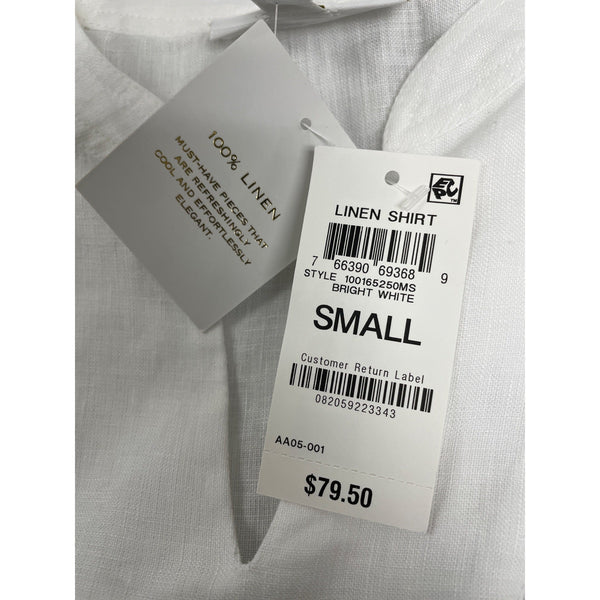 100% LINEN
MUST-HAVE PIECES THAT
ARE REFRESHINGLY
COOL AND EFFORTLESSLY
ELEGANT.
LINEN SHIRT
7 66390 69368 9
STYLE 100165250MS
BRIGHT WHITE
SMALL
Customer Return Label
082059223343
AA05-001
$79.50